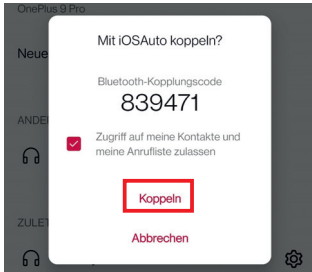 OnePlus 9 Pro
Neue
Mit iOSAuto koppeln?
Bluetooth-Kopplungscode
839471
ANDE
Zugriff auf meine Kontakte und
meine Anrufliste zulassen
Koppeln
ZULET
Abbrechen